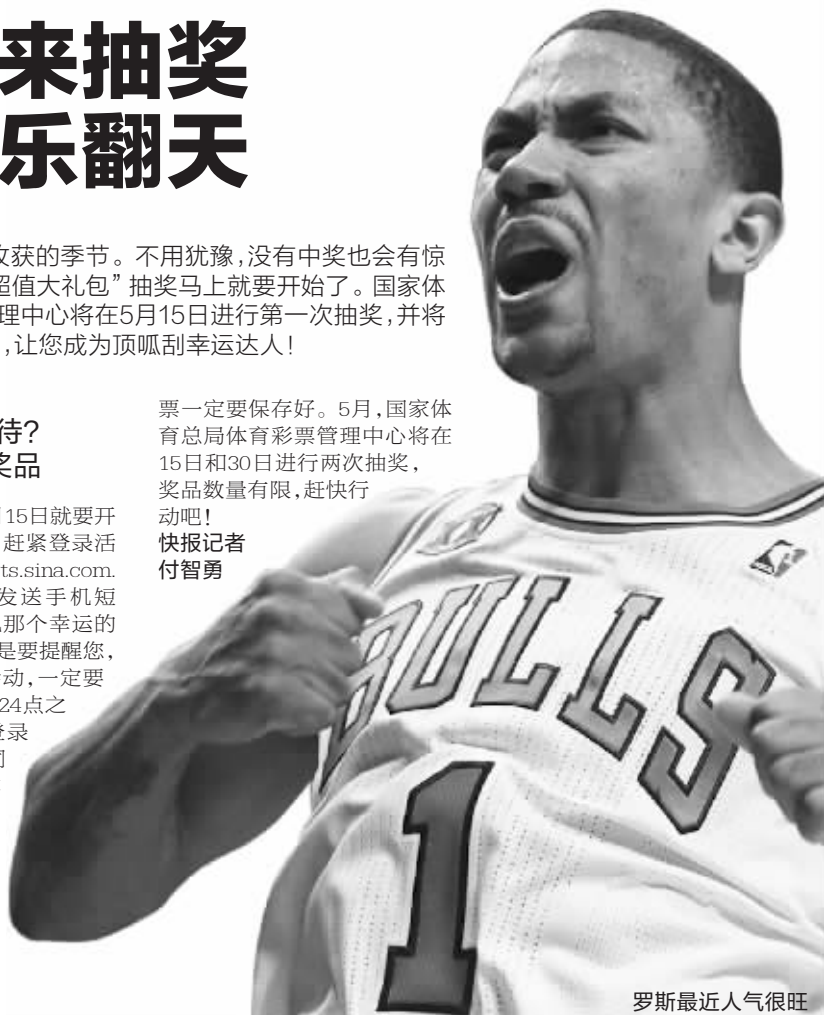 来抽奖
乐翻天
获的季节。不用犹豫,没有中奖也会有惊
超值大礼包”抽奖马上就要开始了。国家体
理中心将在5月15日进行第一次抽奖,并将
,让您成为顶呱刮幸运达人!
待?
奖品
15日就要开
赶紧登录活
ts.sina.com.
发送手机短
那个幸运的
是要提醒您,
动,一定要
24点之
登录
票一定要保存好。5月,国家体
育总局体育彩票管理中心将在
15日和30日进行两次抽奖,
奖品数量有限,赶快行
动吧!
快报记者
付智勇
BULLS
1
罗斯最近人气很旺